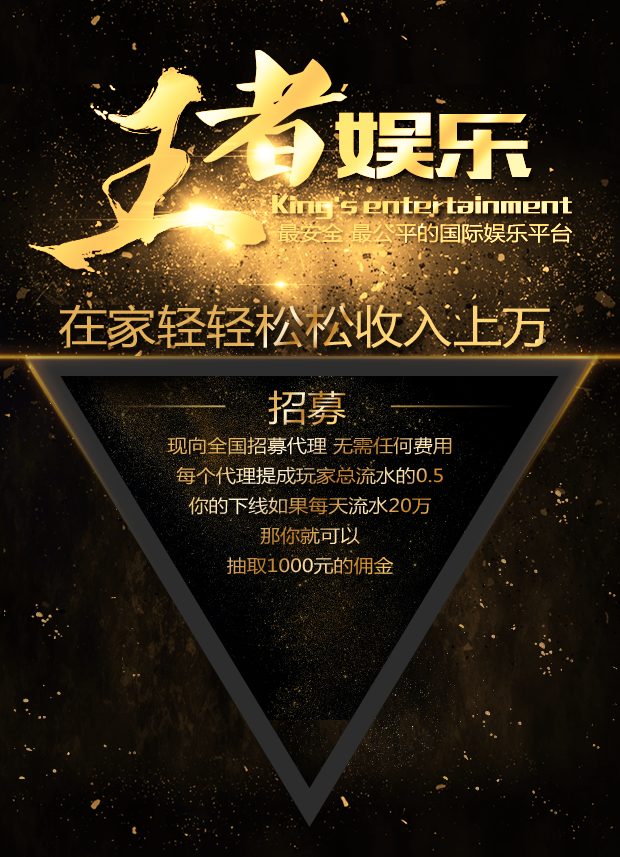 王者娱乐
King's entertainment
最安全 最公平的国际娱乐平台
在家轻轻松松收入上万
招募
现向全国招募代理 无需任何费用
每个代理提成玩家总流水的0.5
你的下线如果每天流水20万
那你就可以
抽取1000元的佣金